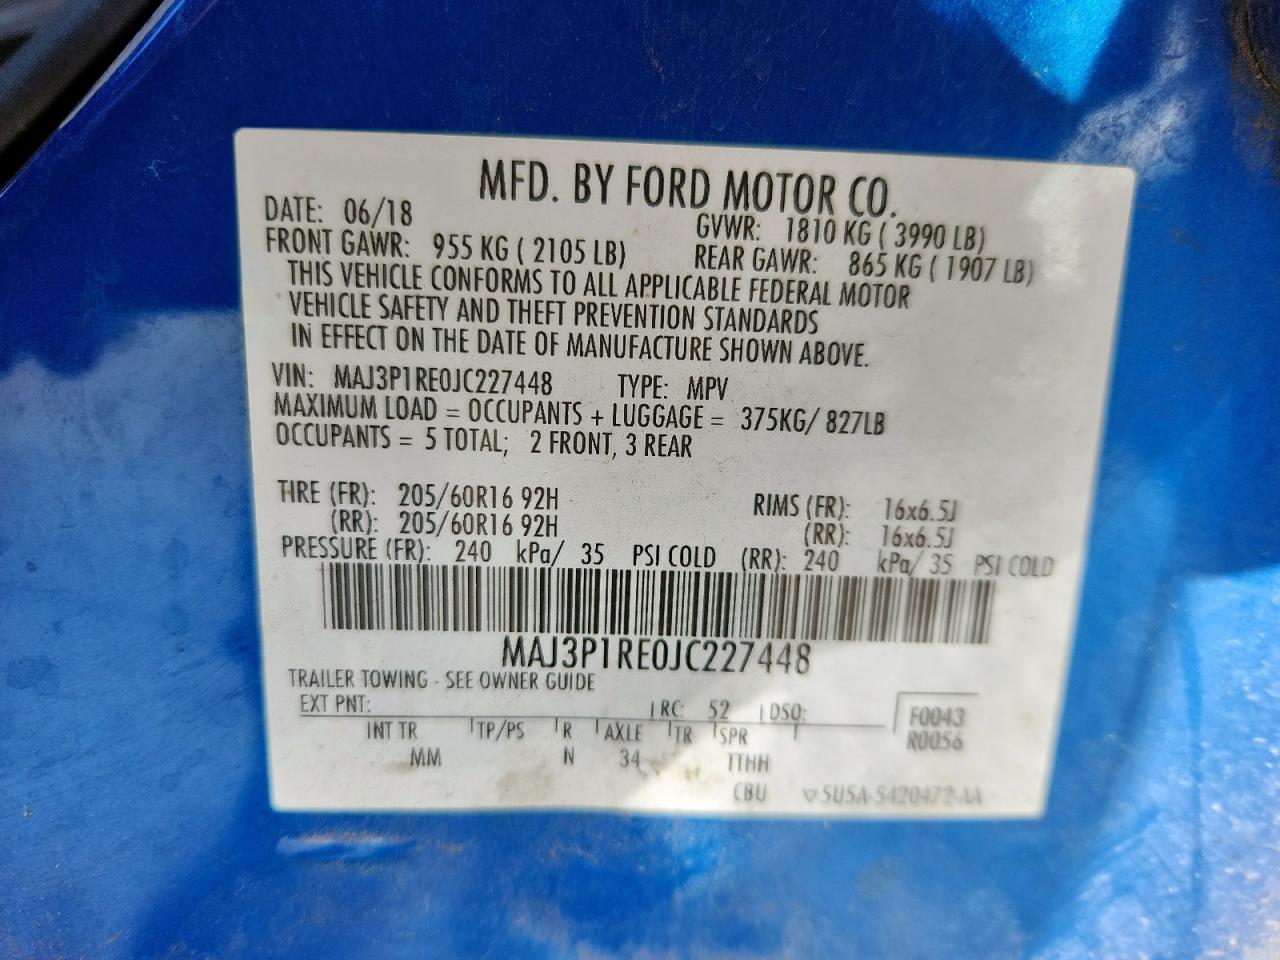 MFD. BY FORD MOTOR CO.
DATE: 06/18 GVWR: 1810 KG ( 3990 LB)
FRONT GAWR: 955 KG ( 2105 LB) REAR GAWR: 865 KG ( 1907 LB)
THIS VEHICLE CONFORMS TO ALL APPLICABLE FEDERAL MOTOR
VEHICLE SAFETY AND THEFT PREVENTION STANDARDS
IN EFFECT ON THE DATE OF MANUFACTURE SHOWN ABOVE.
VIN: MAJ3P1RE0JC227448 TYPE: MPV
MAXIMUM LOAD = OCCUPANTS + LUGGAGE = 375KG/ 827LB
OCCUPANTS = 5 TOTAL; 2 FRONT, 3 REAR
TIRE (FR): 205/60R16 92H RIMS (FR): 16x6.5J
(RR): 205/60R16 92H (RR): 16x6.5J
PRESSURE (FR): 240 kPa/ 35 PSI COLD (RR): 240 kPa/ 35 PSI COLD
MAJ3P1RE0JC227448
TRAILER TOWING - SEE OWNER GUIDE
EXT PNT: RC: 52 DSO: F0043
INT TR TP/PS R AXLE TR SPR R0056
MM N 34 TTHH
CBU 5U5A-5420472-AA